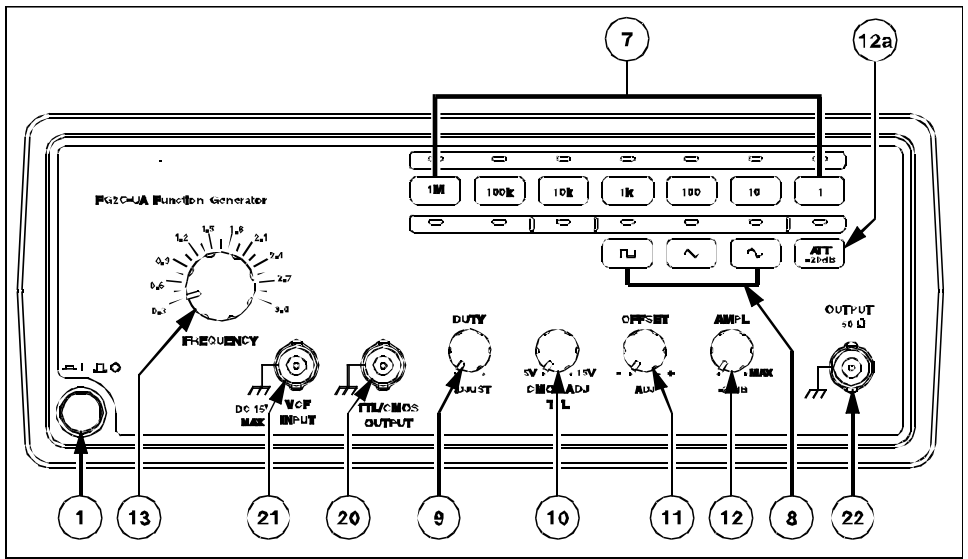 7
12a
1M 100k 10k 1k 100 10 1
FG2C-UA Function Generator
ATT
-20dB
0.3 0.6 0.9 1.2 1.5 1.8 2.1 2.4 2.7 3.0
FREQUENCY
DUTY
OFFSET
AMPL
OUTPUT
50 Ω
5V 15V
- +
MAX
CMOS ADJ
ADJ
TTL
DC 15V
MAX
VCF
INPUT
TTL/CMOS
OUTPUT
1 13 21 20 9 10 11 12 8 22